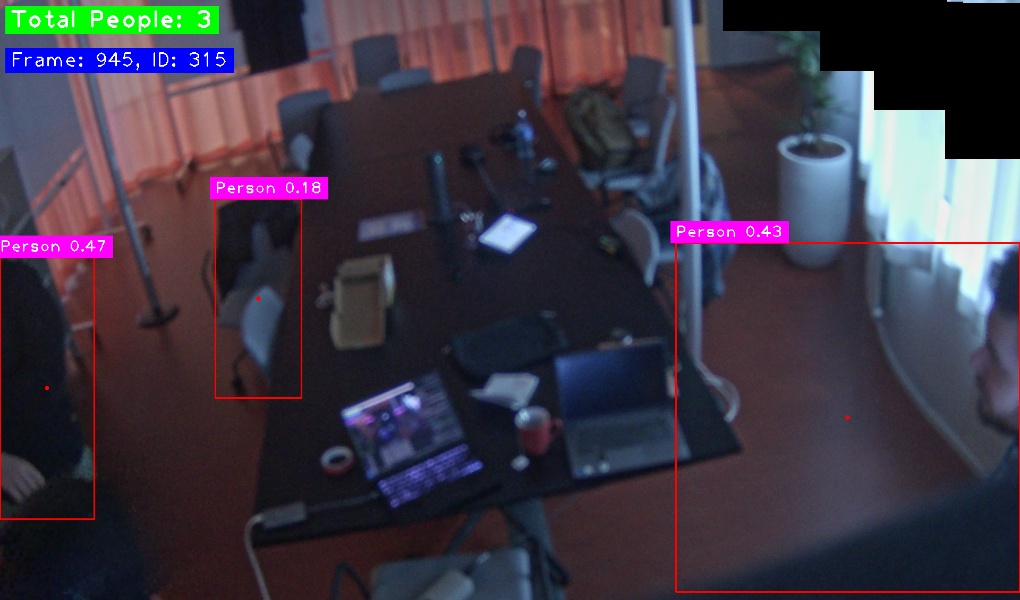 Total People: 3
Frame: 945, ID: 315
Person 0.18
Person 0.43
Person 0.47